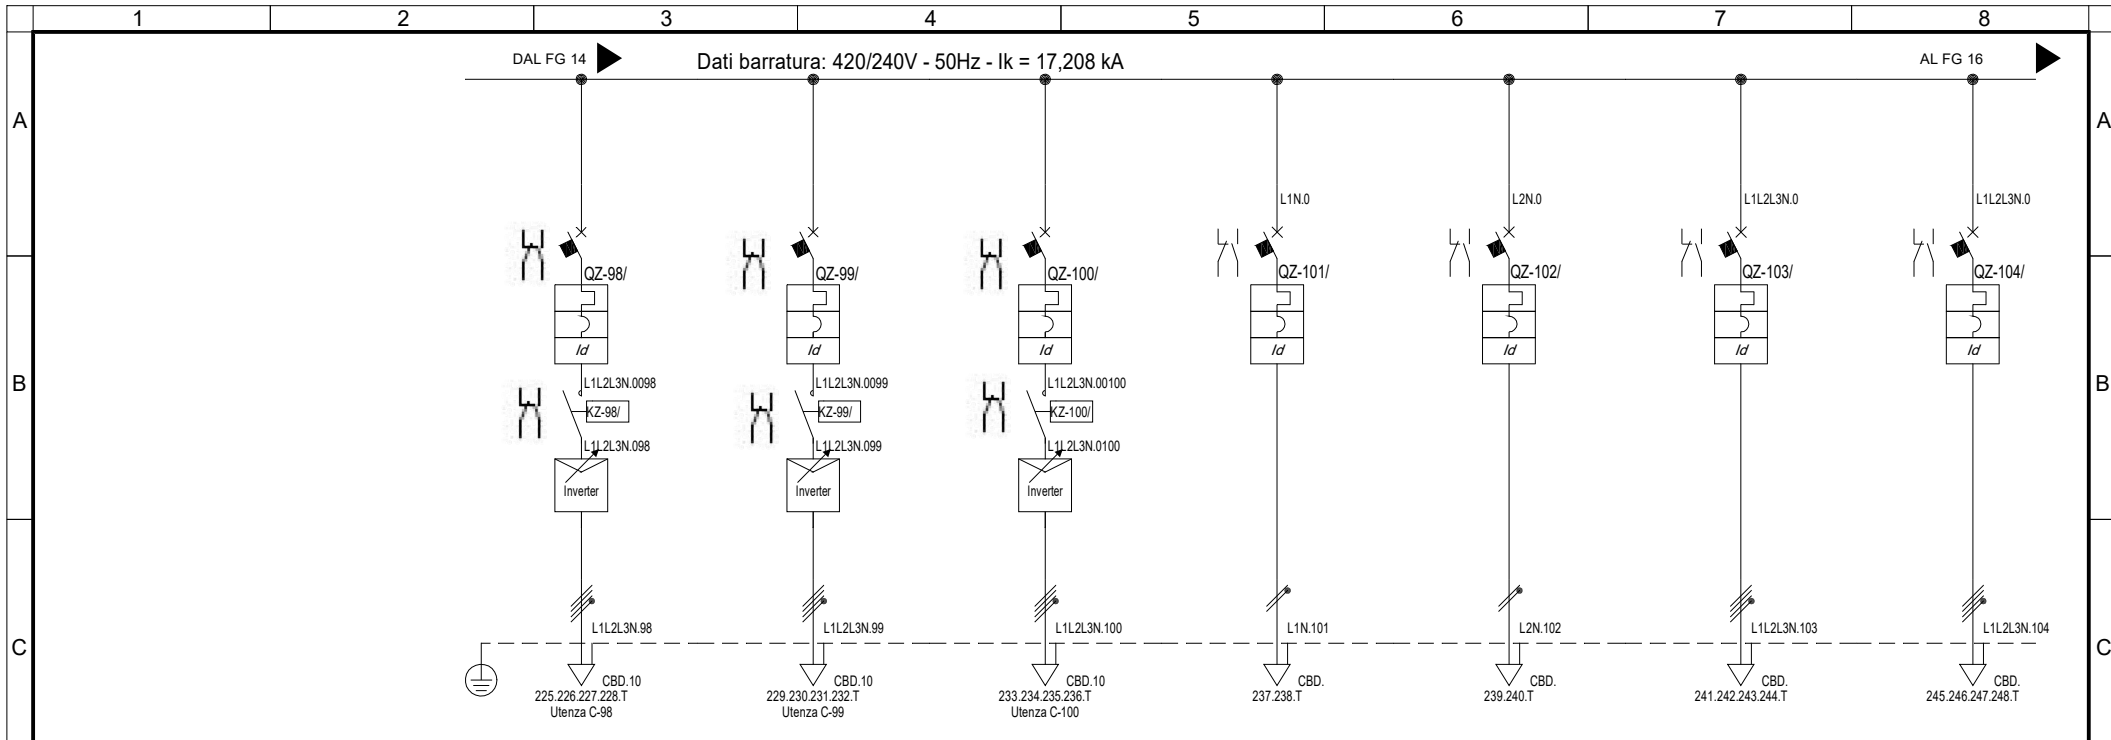 1 2 3 4 5 6 7 8
DAL FG 14 Dati barratura: 420/240V - 50Hz - Ik = 17,208 kA AL FG 16
A A
L1N.0 L2N.0 L1L2L3N.0 L1L2L3N.0
QZ-98/ QZ-99/ QZ-100/ QZ-101/ QZ-102/ QZ-103/ QZ-104/
Id Id Id Id Id Id Id
B B
L1L2L3N.0098 L1L2L3N.0099 L1L2L3N.00100
KZ-98/ KZ-99/ KZ-100/
L1L2L3N.098 L1L2L3N.099 L1L2L3N.0100
Inverter Inverter Inverter
L1L2L3N.98 L1L2L3N.99 L1L2L3N.100 L1N.101 L2N.102 L1L2L3N.103 L1L2L3N.104
C C
CBD.10 CBD.10 CBD.10 CBD. CBD. CBD. CBD.
225.226.227.228.T 229.230.231.232.T 233.234.235.236.T 237.238.T 239.240.T 241.242.243.244.T 245.246.247.248.T
Utenza C-98 Utenza C-99 Utenza C-100